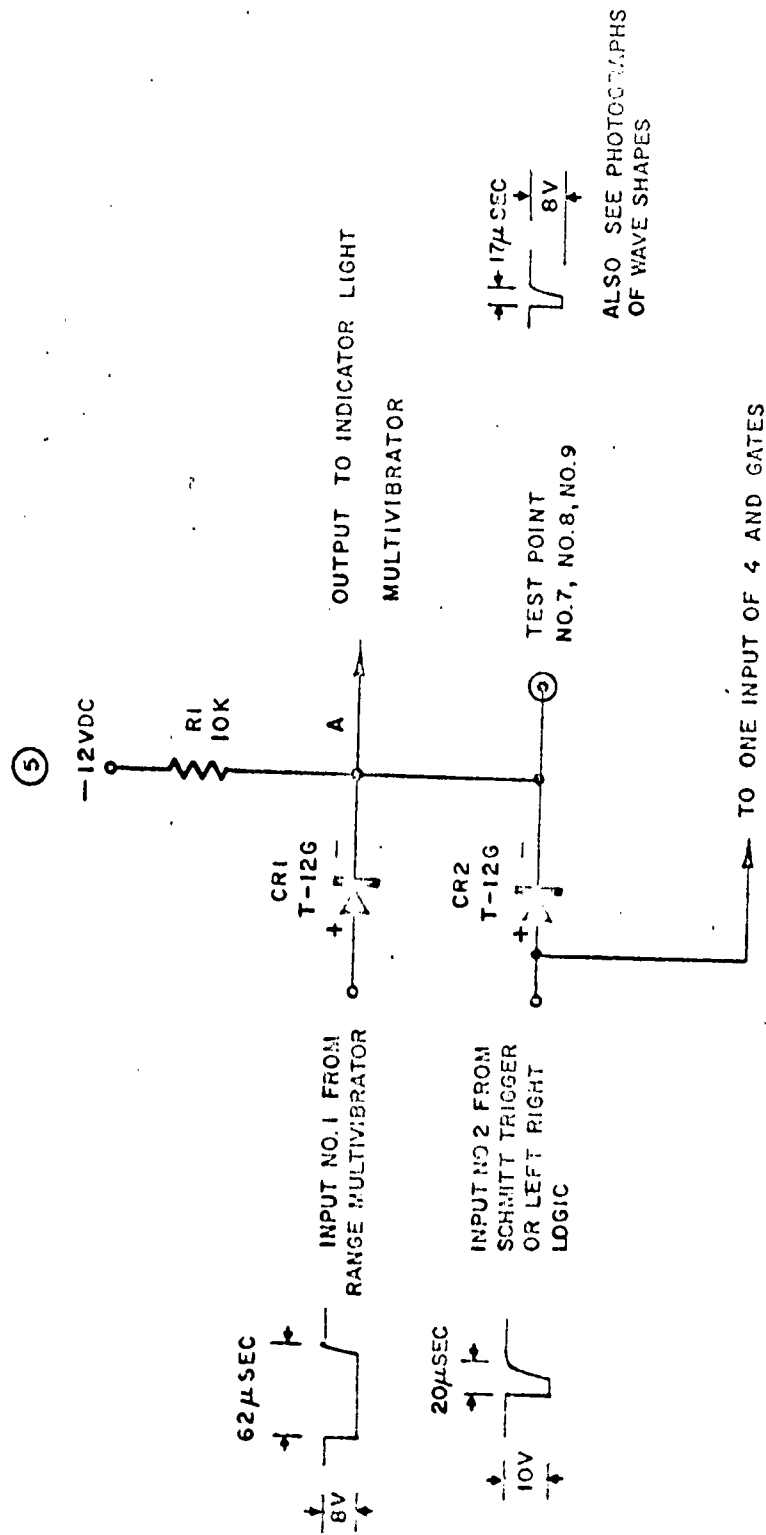 5
−12VDC
R1
10K
A
OUTPUT TO INDICATOR LIGHT
MULTIVIBRATOR
CR1
T-12G
+
−
INPUT NO. 1 FROM
RANGE MULTIVIBRATOR
62µSEC
8V
CR2
T-12G
+
−
TEST POINT
NO.7, NO.8, NO.9
INPUT NO 2 FROM
SCHMITT TRIGGER
OR LEFT RIGHT
LOGIC
20µSEC
10V
17µSEC
8V
ALSO SEE PHOTOGRAPHS
OF WAVE SHAPES
TO ONE INPUT OF 4 AND GATES